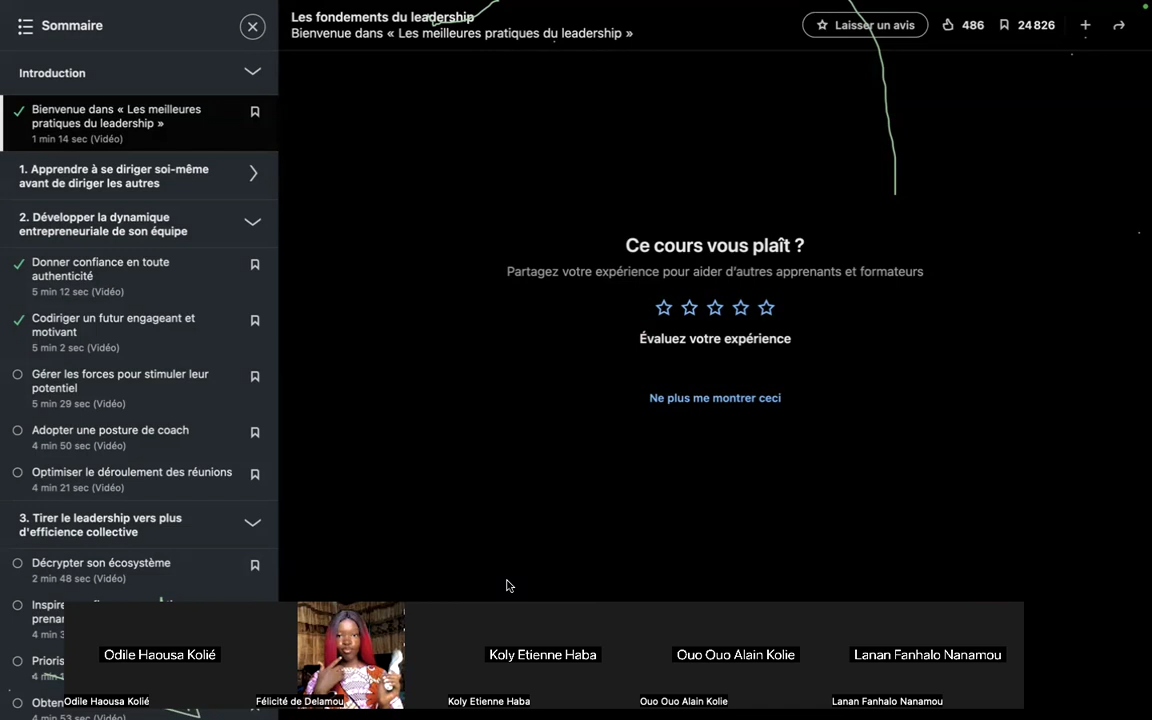 Sommaire
Introduction
Bienvenue dans « Les meilleures
pratiques du leadership »
1 min 14 sec (Vidéo)
1. Apprendre à se diriger soi-même
avant de diriger les autres
2. Développer la dynamique
entrepreneuriale de son équipe
Donner confiance en toute
authenticité
5 min 12 sec (Vidéo)
Codiriger un futur engageant et
motivant
5 min 2 sec (Vidéo)
Gérer les forces pour stimuler leur
potentiel
5 min 29 sec (Vidéo)
Adopter une posture de coach
4 min 50 sec (Vidéo)
Optimiser le déroulement des réunions
4 min 21 sec (Vidéo)
3. Tirer le leadership vers plus
d'efficience collective
Décrypter son écosystème
2 min 48 sec (Vidéo)
Les fondements du leadership
Bienvenue dans « Les meilleures pratiques du leadership »
Laisser un avis
486
24 826
Ce cours vous plaît ?
Partagez votre expérience pour aider d'autres apprenants et formateurs
Évaluez votre expérience
Ne plus me montrer ceci
Odile Haousa Kolié
Koly Etienne Haba
Ouo Ouo Alain Kolie
Lanan Fanhalo Nanamou
Odile Haousa Kolié
Félicité de Delamou
Koly Etienne Haba
Ouo Ouo Alain Kolie
Lanan Fanhalo Nanamou